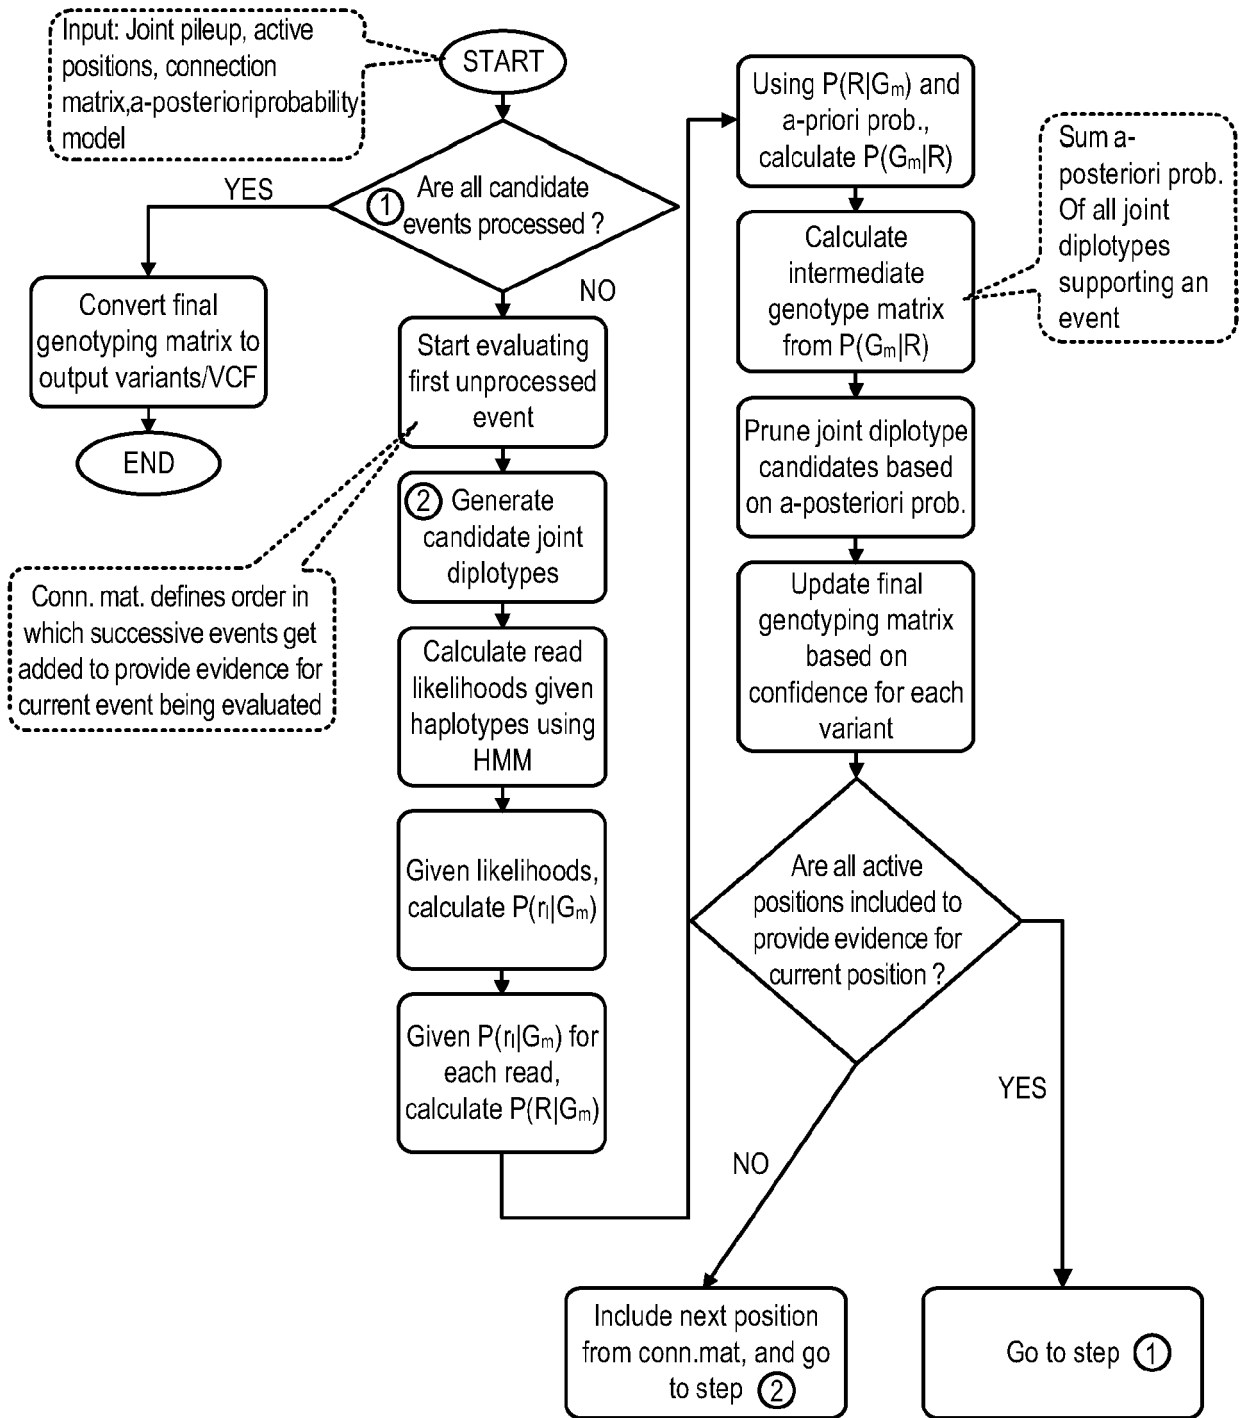 Input: Joint pileup, active
positions, connection
matrix,a-posterioriprobability
model
START
YES
1
Are all candidate
events processed ?
NO
Convert final
genotyping matrix to
output variants/VCF
END
Start evaluating
first unprocessed
event
2 Generate
candidate joint
diplotypes
Conn. mat. defines order in
which successive events get
added to provide evidence for
current event being evaluated
Calculate read
likelihoods given
haplotypes using
HMM
Given likelihoods,
calculate P(rₗ|Gₘ)
Given P(rₗ|Gₘ) for
each read,
calculate P(R|Gₘ)
Using P(R|Gₘ) and
a-priori prob.,
calculate P(Gₘ|R)
Calculate
intermediate
genotype matrix
from P(Gₘ|R)
Sum a-
posteriori prob.
Of all joint
diplotypes
supporting an
event
Prune joint diplotype
candidates based
on a-posteriori prob.
Update final
genotyping matrix
based on
confidence for each
variant
Are all active
positions included to
provide evidence for
current position ?
NO
YES
Include next position
from conn.mat, and go
to step 2
Go to step 1